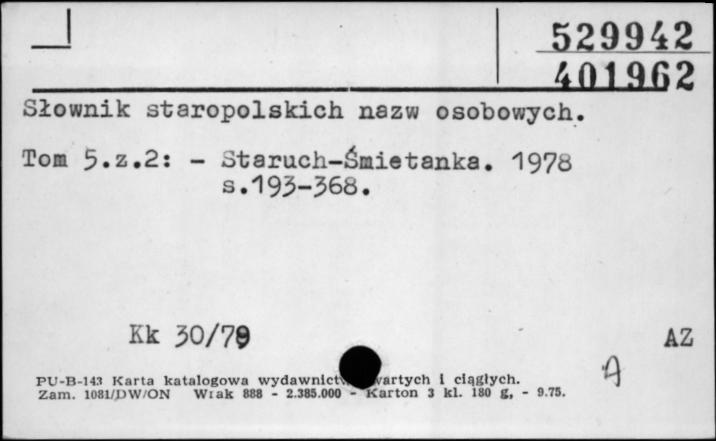 529942
401962
Słownik staropolskich nazw osobowych.
Tom 5.z.2: - Staruch-Śmietanka. 1978
s.193-368.
Kk 30/79
AZ
A
PU-B-143 Karta katalogowa wydawnictw wartych i ciągłych.
Zam. 1081/DW/ON Wrak 888 - 2.385.000 - Karton 3 kl. 180 g, - 9.75.